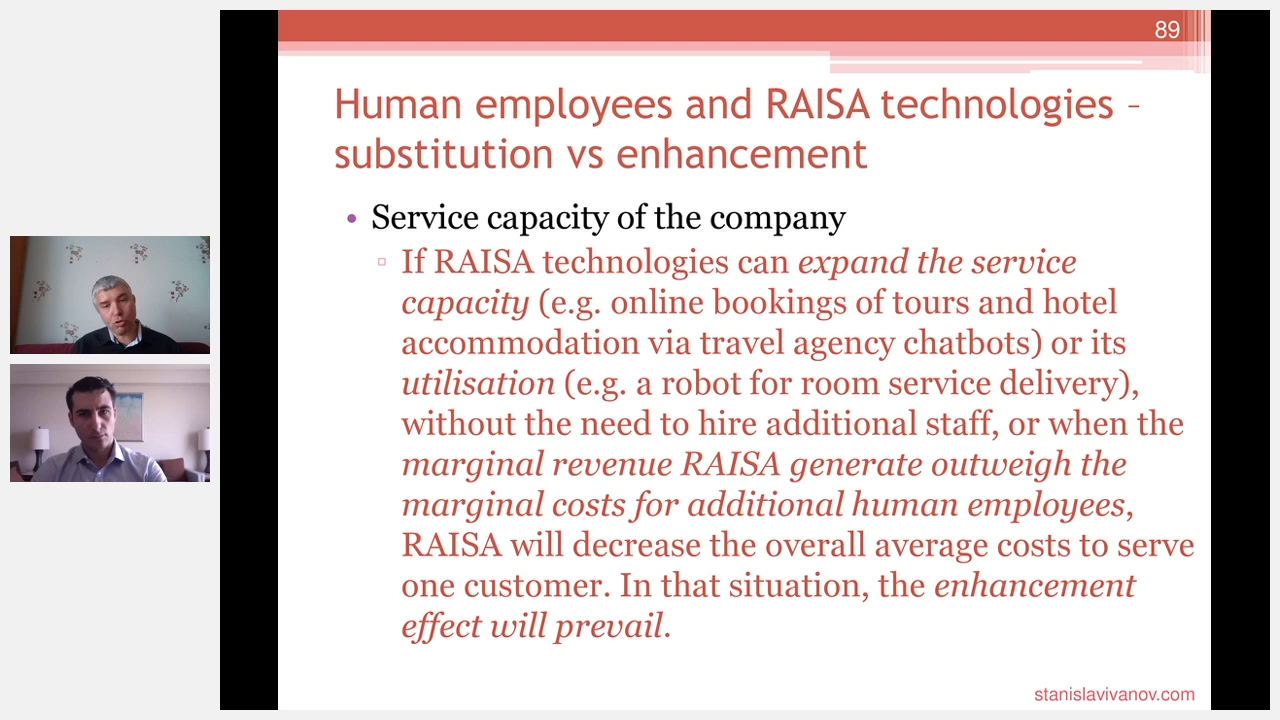 89
Human employees and RAISA technologies –
substitution vs enhancement
• Service capacity of the company
▫ If RAISA technologies can expand the service
capacity (e.g. online bookings of tours and hotel
accommodation via travel agency chatbots) or its
utilisation (e.g. a robot for room service delivery),
without the need to hire additional staff, or when the
marginal revenue RAISA generate outweigh the
marginal costs for additional human employees,
RAISA will decrease the overall average costs to serve
one customer. In that situation, the enhancement
effect will prevail.
stanislavivanov.com